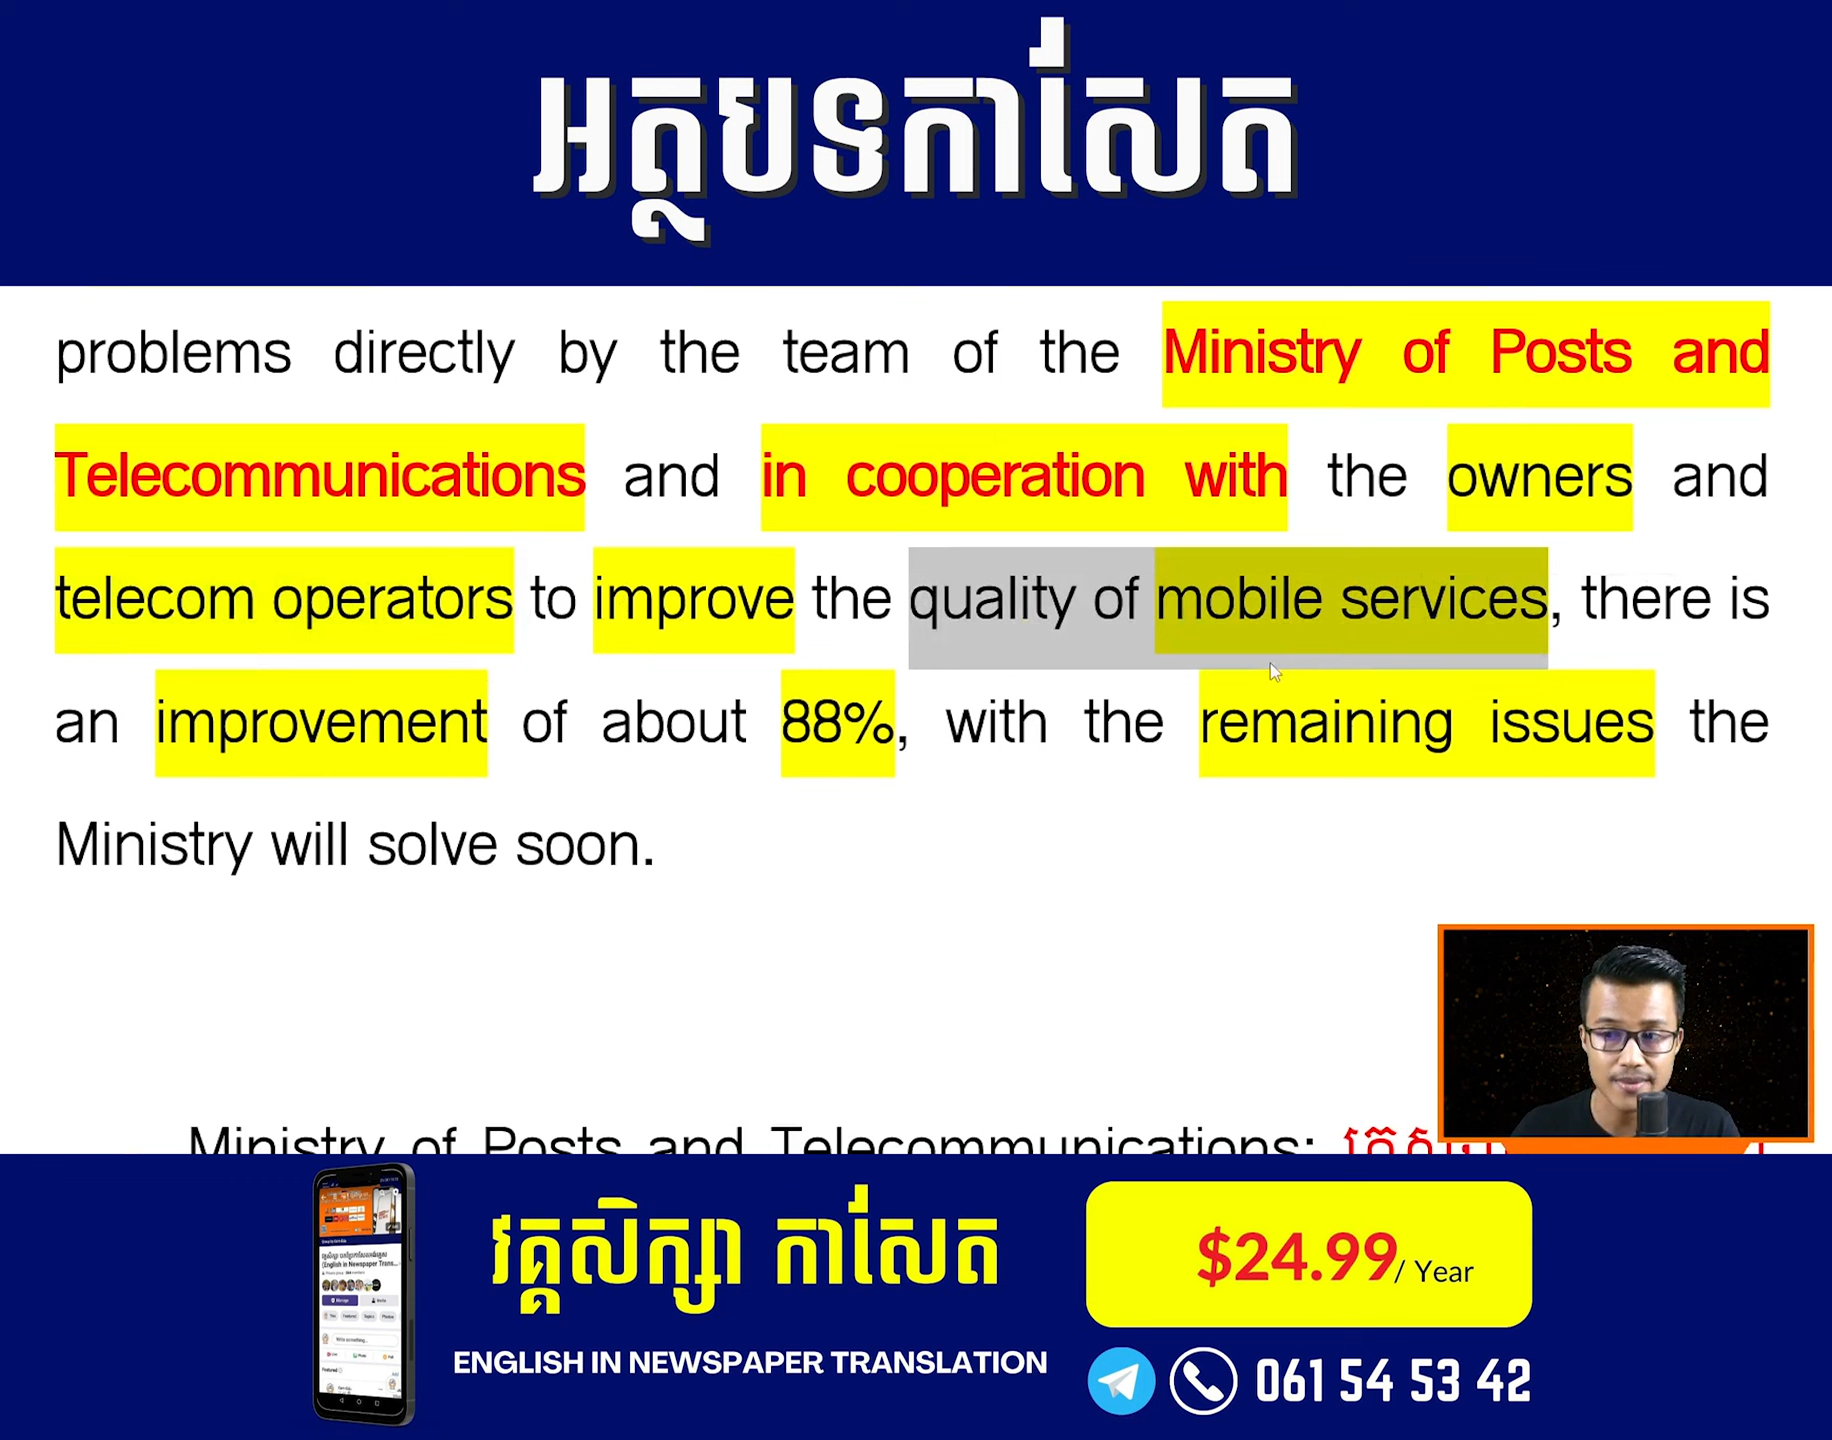 អត្ថបទកាសែត
problems directly by the team of the Ministry of Posts and
Telecommunications and in cooperation with the owners and
telecom operators to improve the quality of mobile services, there is
an improvement of about 88%, with the remaining issues the
Ministry will solve soon.
Ministry of Posts and Telecommunications:
វគ្គសិក្សា កាសែត
ENGLISH IN NEWSPAPER TRANSLATION
$24.99/ Year
061 54 53 42